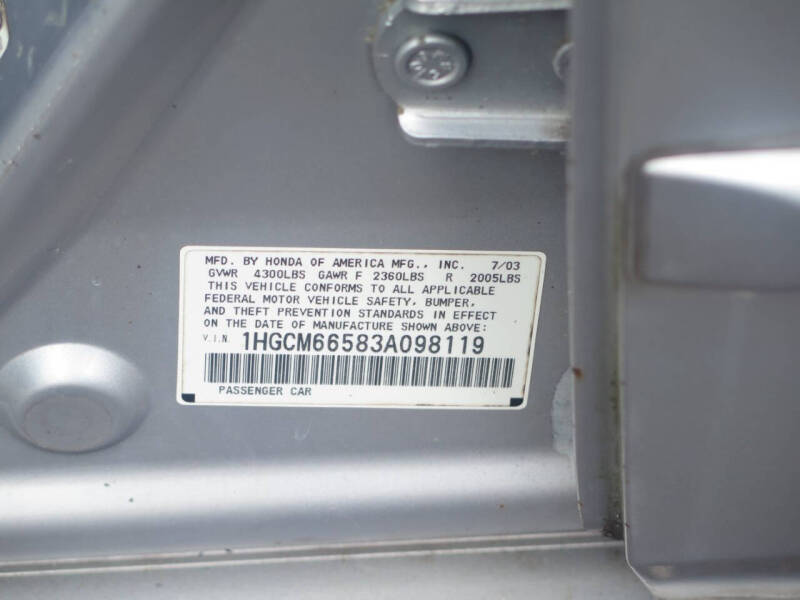 MFD. BY HONDA OF AMERICA MFG., INC. 7/03
GVWR 4300LBS GAWR F 2360LBS R 2005LBS
THIS VEHICLE CONFORMS TO ALL APPLICABLE
FEDERAL MOTOR VEHICLE SAFETY, BUMPER,
AND THEFT PREVENTION STANDARDS IN EFFECT
ON THE DATE OF MANUFACTURE SHOWN ABOVE:
V.I.N. 1HGCM66583A098119
PASSENGER CAR